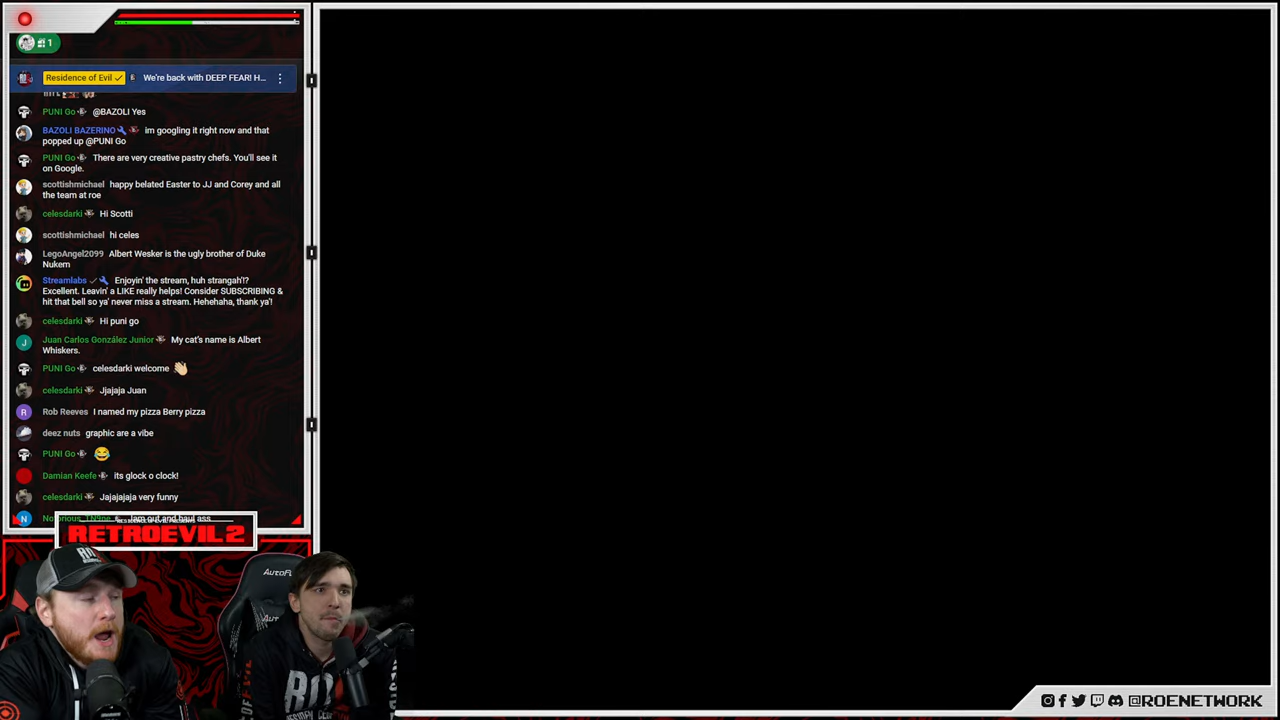 1
Residence of Evil We're back with DEEP FEAR! H...
PUNI Go @BAZOLI Yes
BAZOLI BAZERINO im googling it right now and that
popped up @PUNI Go
PUNI Go There are very creative pastry chefs. You'll see it
on Google.
scottishmichael happy belated Easter to JJ and Corey and all
the team at roe
celesdarki Hi Scotti
scottishmichael hi celes
LegoAngel2099 Albert Wesker is the ugly brother of Duke
Nukem
Streamlabs Enjoyin' the stream, huh strangah'!?
Excellent. Leavin' a LIKE really helps! Consider SUBSCRIBING &
hit that bell so ya' never miss a stream. Hehehaha, thank ya'!
celesdarki Hi puni go
J Juan Carlos González Junior My cat's name is Albert
Whiskers.
PUNI Go celesdarki welcome
celesdarki Jjajaja Juan
R Rob Reeves I named my pizza Berry pizza
deez nuts graphic are a vibe
PUNI Go
Damian Keefe its glock o clock!
celesdarki Jajajajaja very funny
N and haul ass
RETROEVIL 2
@ROENETWORK